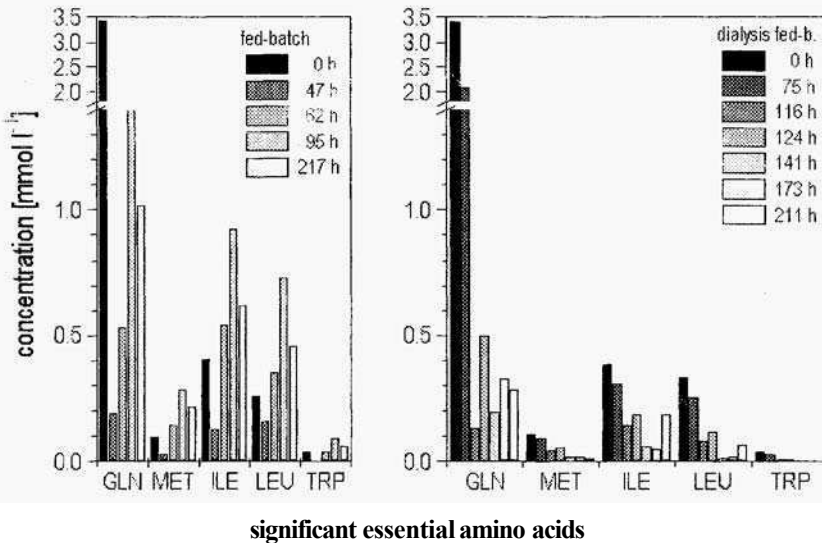 fed-batch
0 h
47 h
62 h
95 h
217 h
dialysis fed-b.
0 h
75 h
116 h
124 h
141 h
173 h
211 h
concentration [mmol l⁻¹]
3.5
3.0
2.5
2.0
1.0
0.5
0.0
3.5
3.0
2.5
2.0
1.0
0.5
0.0
GLN MET ILE LEU TRP
GLN MET ILE LEU TRP
significant essential amino acids